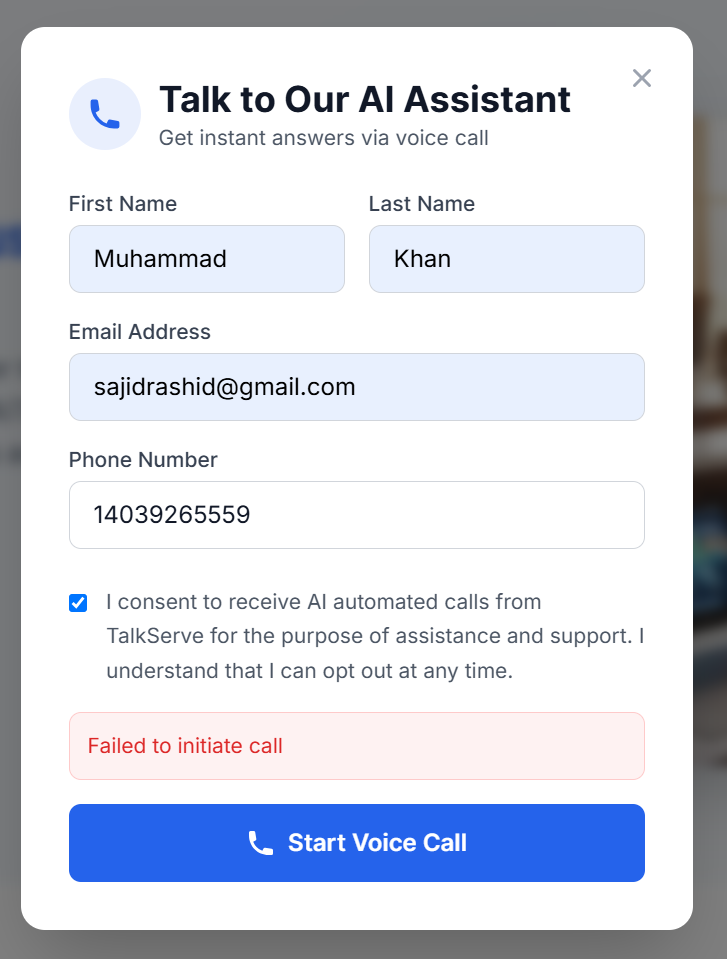 Talk to Our AI Assistant
Get instant answers via voice call
First Name
Last Name
Muhammad
Khan
Email Address
sajidrashid@gmail.com
Phone Number
14039265559
I consent to receive AI automated calls from
TalkServe for the purpose of assistance and support. I
understand that I can opt out at any time.
Failed to initiate call
Start Voice Call